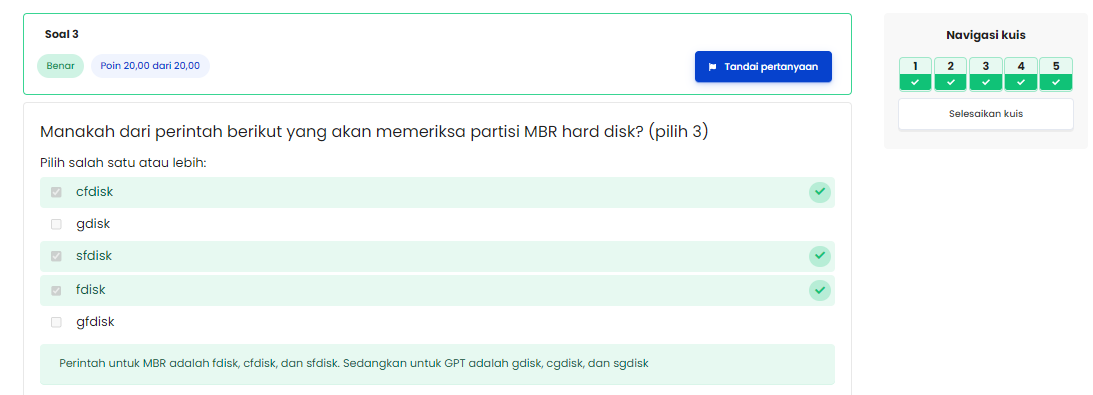 Soal 3
Benar
Poin 20,00 dari 20,00
Tandai pertanyaan
Manakah dari perintah berikut yang akan memeriksa partisi MBR hard disk? (pilih 3)
Pilih salah satu atau lebih:
cfdisk
gdisk
sfdisk
fdisk
gfdisk
Perintah untuk MBR adalah fdisk, cfdisk, dan sfdisk. Sedangkan untuk GPT adalah gdisk, cgdisk, dan sgdisk
Navigasi kuis
1 2 3 4 5
Selesaikan kuis